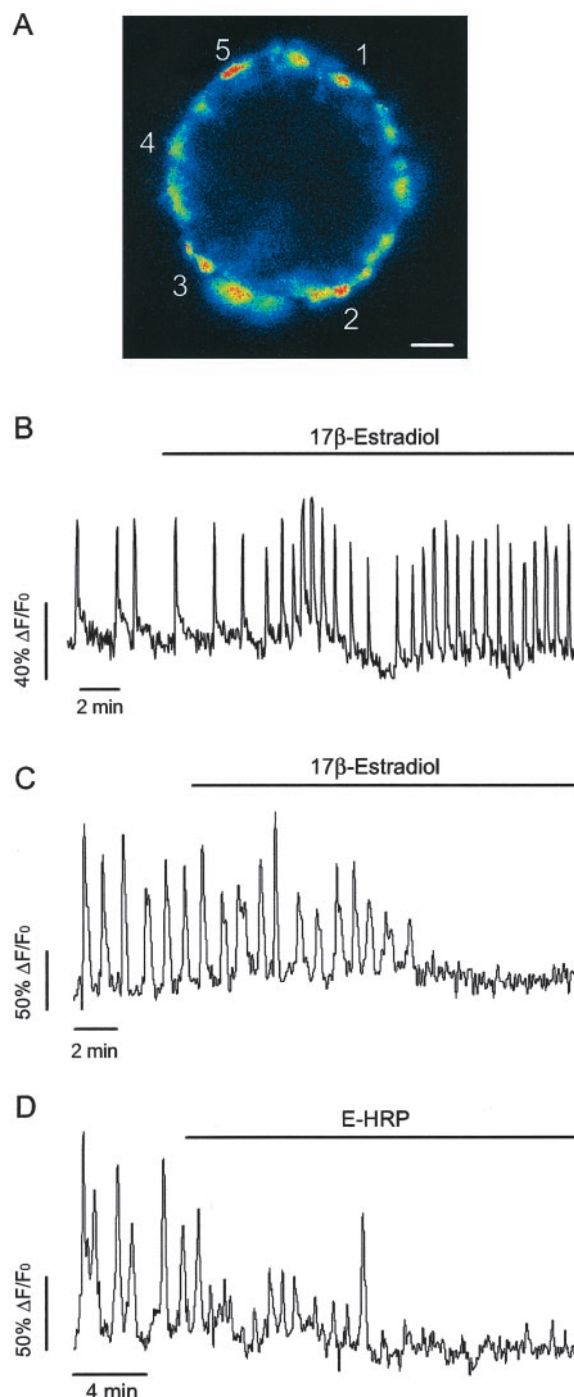 A
5
1
4
3
2
B
17β-Estradiol
40% ΔF/F0
2 min
C
17β-Estradiol
50% ΔF/F0
2 min
D
E-HRP
50% ΔF/F0
4 min